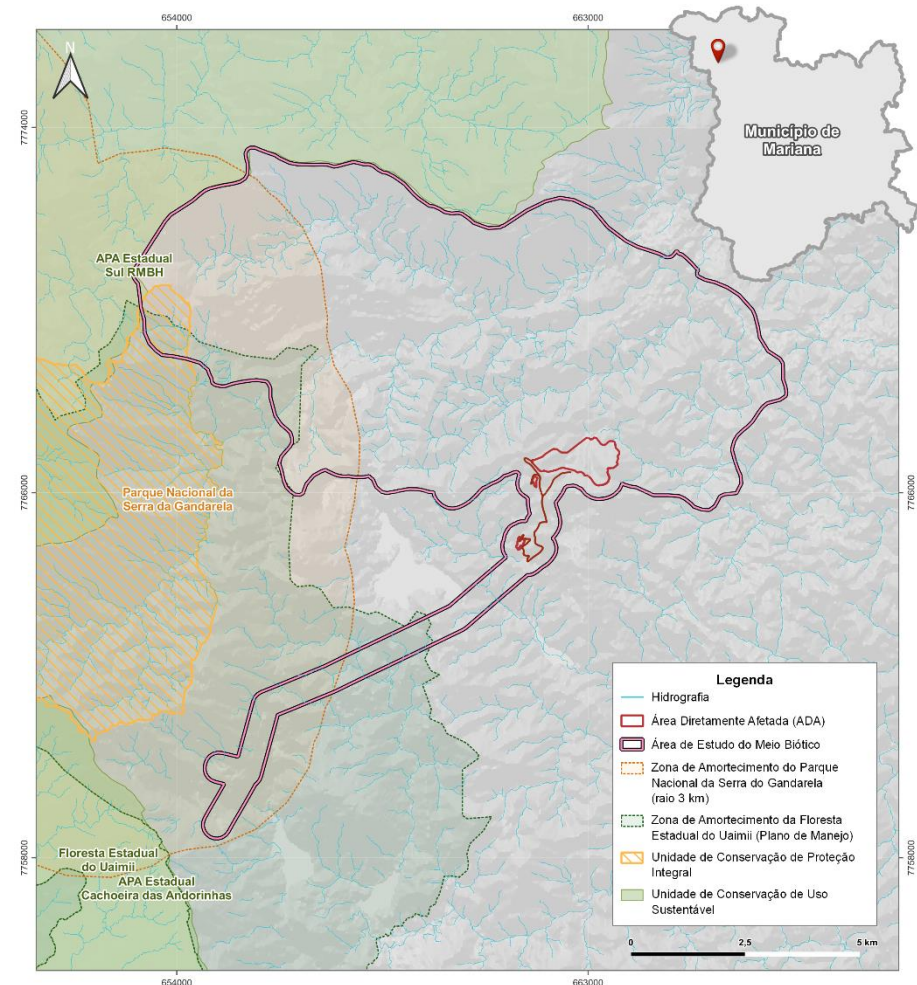 654000
663000
N
7774000
7774000
Município de
Mariana
APA Estadual
Sul RMBH
7766000
7766000
Parque Nacional da
Serra da Gandarela
Legenda
Hidrografia
Área Diretamente Afetada (ADA)
Área de Estudo do Meio Biótico
Zona de Amortecimento do Parque
Nacional da Serra do Gandarela
(raio 3 km)
Zona de Amortecimento da Floresta
Estadual do Uaimii (Plano de Manejo)
Unidade de Conservação de Proteção
Integral
Unidade de Conservação de Uso
Sustentável
0 2,5 5 km
7758000
7758000
Floresta Estadual
do Uaimii
APA Estadual
Cachoeira das Andorinhas
654000
663000